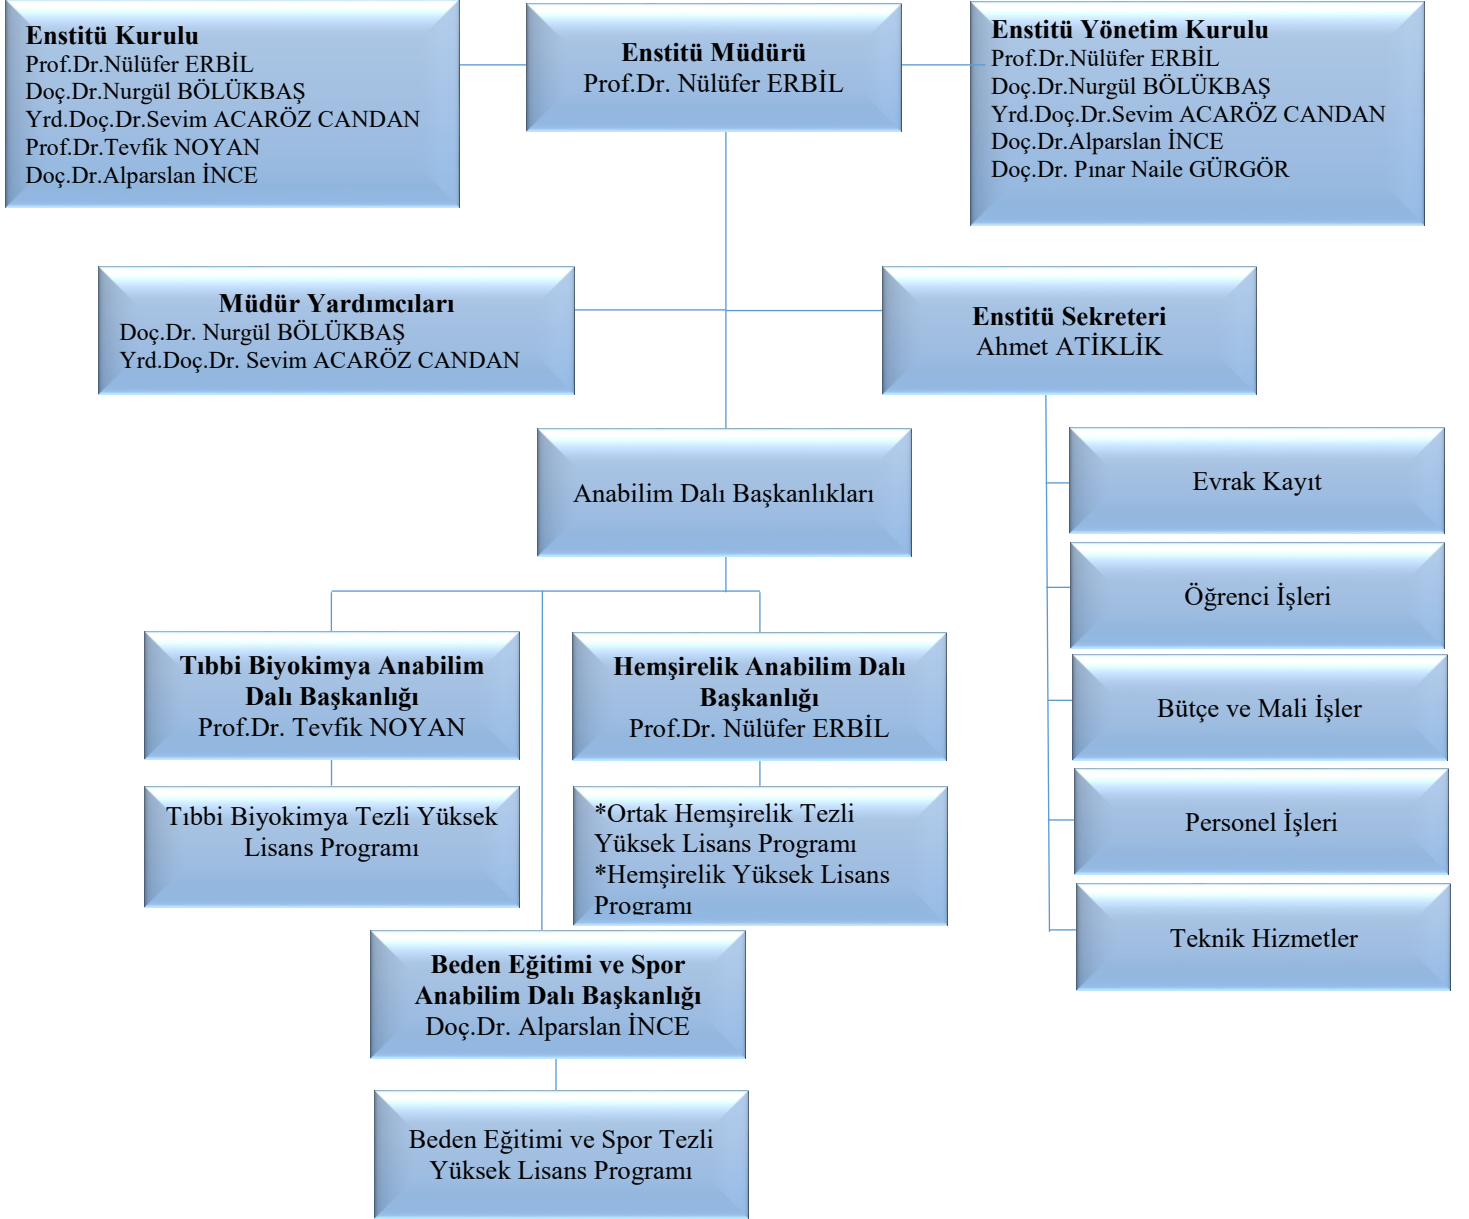 Enstitü Kurulu
Prof.Dr.Nülüfer ERBİL
Doç.Dr.Nurgül BÖLÜKBAŞ
Yrd.Doç.Dr.Sevim ACARÖZ CANDAN
Prof.Dr.Tevfik NOYAN
Doç.Dr.Alparslan İNCE
Enstitü Müdürü
Prof.Dr. Nülüfer ERBİL
Enstitü Yönetim Kurulu
Prof.Dr.Nülüfer ERBİL
Doç.Dr.Nurgül BÖLÜKBAŞ
Yrd.Doç.Dr.Sevim ACARÖZ CANDAN
Doç.Dr.Alparslan İNCE
Doç.Dr. Pınar Naile GÜRGÖR
Müdür Yardımcıları
Doç.Dr. Nurgül BÖLÜKBAŞ
Yrd.Doç.Dr. Sevim ACARÖZ CANDAN
Enstitü Sekreteri
Ahmet ATİKLİK
Anabilim Dalı Başkanlıkları
Evrak Kayıt
Öğrenci İşleri
Bütçe ve Mali İşler
Personel İşleri
Teknik Hizmetler
Tıbbi Biyokimya Anabilim
Dalı Başkanlığı
Prof.Dr. Tevfik NOYAN
Hemşirelik Anabilim Dalı
Başkanlığı
Prof.Dr. Nülüfer ERBİL
Tıbbi Biyokimya Tezli Yüksek
Lisans Programı
*Ortak Hemşirelik Tezli
Yüksek Lisans Programı
*Hemşirelik Yüksek Lisans
Programı
Beden Eğitimi ve Spor
Anabilim Dalı Başkanlığı
Doç.Dr. Alparslan İNCE
Beden Eğitimi ve Spor Tezli
Yüksek Lisans Programı